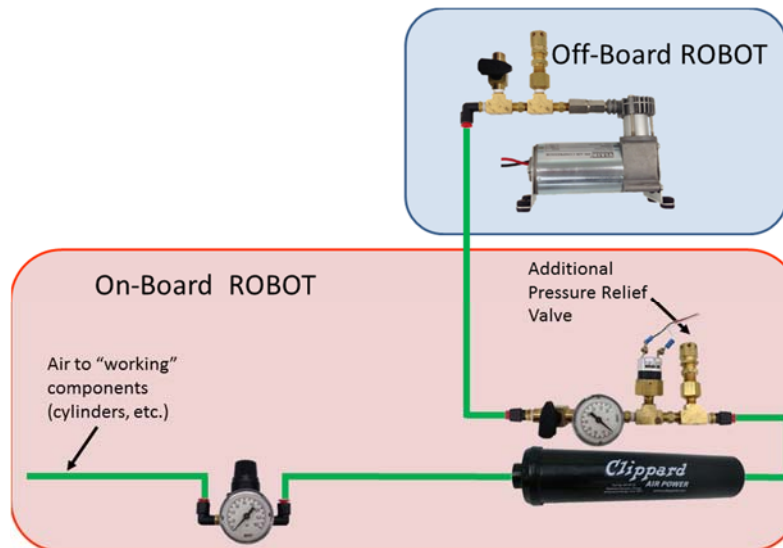 Off-Board ROBOT
On-Board ROBOT
Additional
Pressure Relief
Valve
Air to “working”
components
(cylinders, etc.)
Clippard
AIR POWER